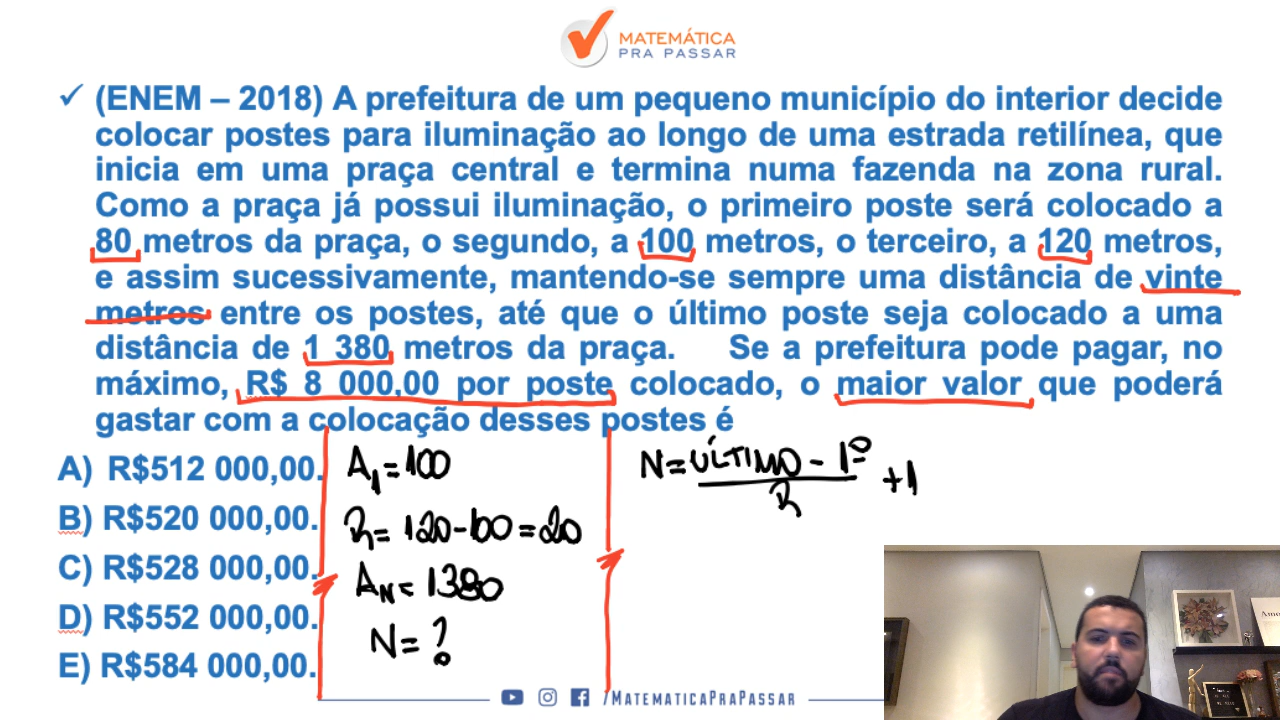 MATEMÁTICA
PRA PASSAR
✓ (ENEM – 2018) A prefeitura de um pequeno município do interior decide
colocar postes para iluminação ao longo de uma estrada retilínea, que
inicia em uma praça central e termina numa fazenda na zona rural.
Como a praça já possui iluminação, o primeiro poste será colocado a
80 metros da praça, o segundo, a 100 metros, o terceiro, a 120 metros,
e assim sucessivamente, mantendo-se sempre uma distância de vinte
metros entre os postes, até que o último poste seja colocado a uma
distância de 1 380 metros da praça. Se a prefeitura pode pagar, no
máximo, R$ 8 000,00 por poste colocado, o maior valor que poderá
gastar com a colocação desses postes é
A) R$512 000,00.
B) R$520 000,00.
C) R$528 000,00.
D) R$552 000,00.
E) R$584 000,00.
A₁=100
R=120-100=20
AN=1380
N=?
N=ÚLTIMO-1º
R
+1
/MATEMATICAPRAPASSAR